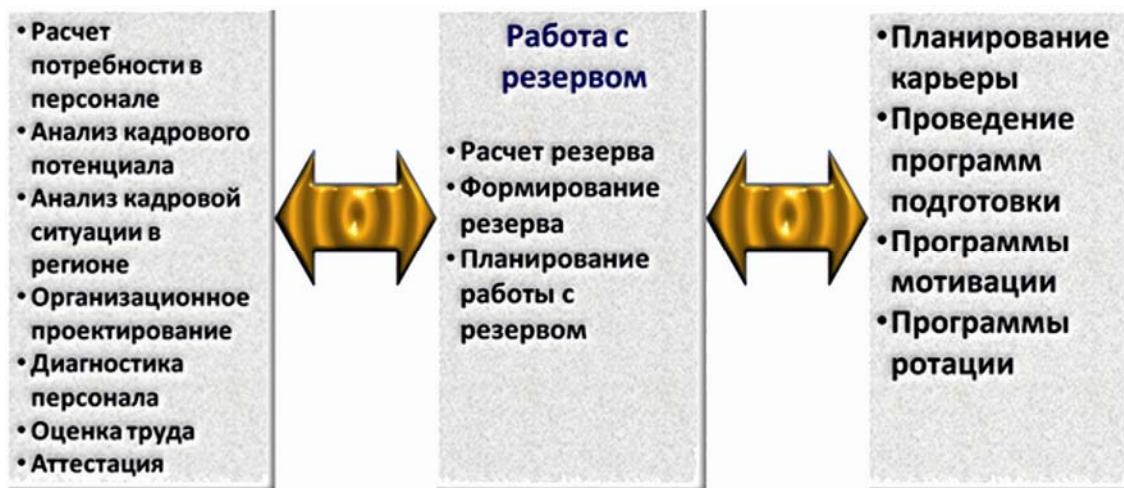 • Расчет
потребности в
персонале
• Анализ кадрового
потенциала
• Анализ кадровой
ситуации в
регионе
• Организационное
проектирование
• Диагностика
персонала
• Оценка труда
• Аттестация
Работа с
резервом
• Расчет резерва
• Формирование
резерва
• Планирование
работы с
резервом
• Планирование
карьеры
• Проведение
программ
подготовки
• Программы
мотивации
• Программы
ротации